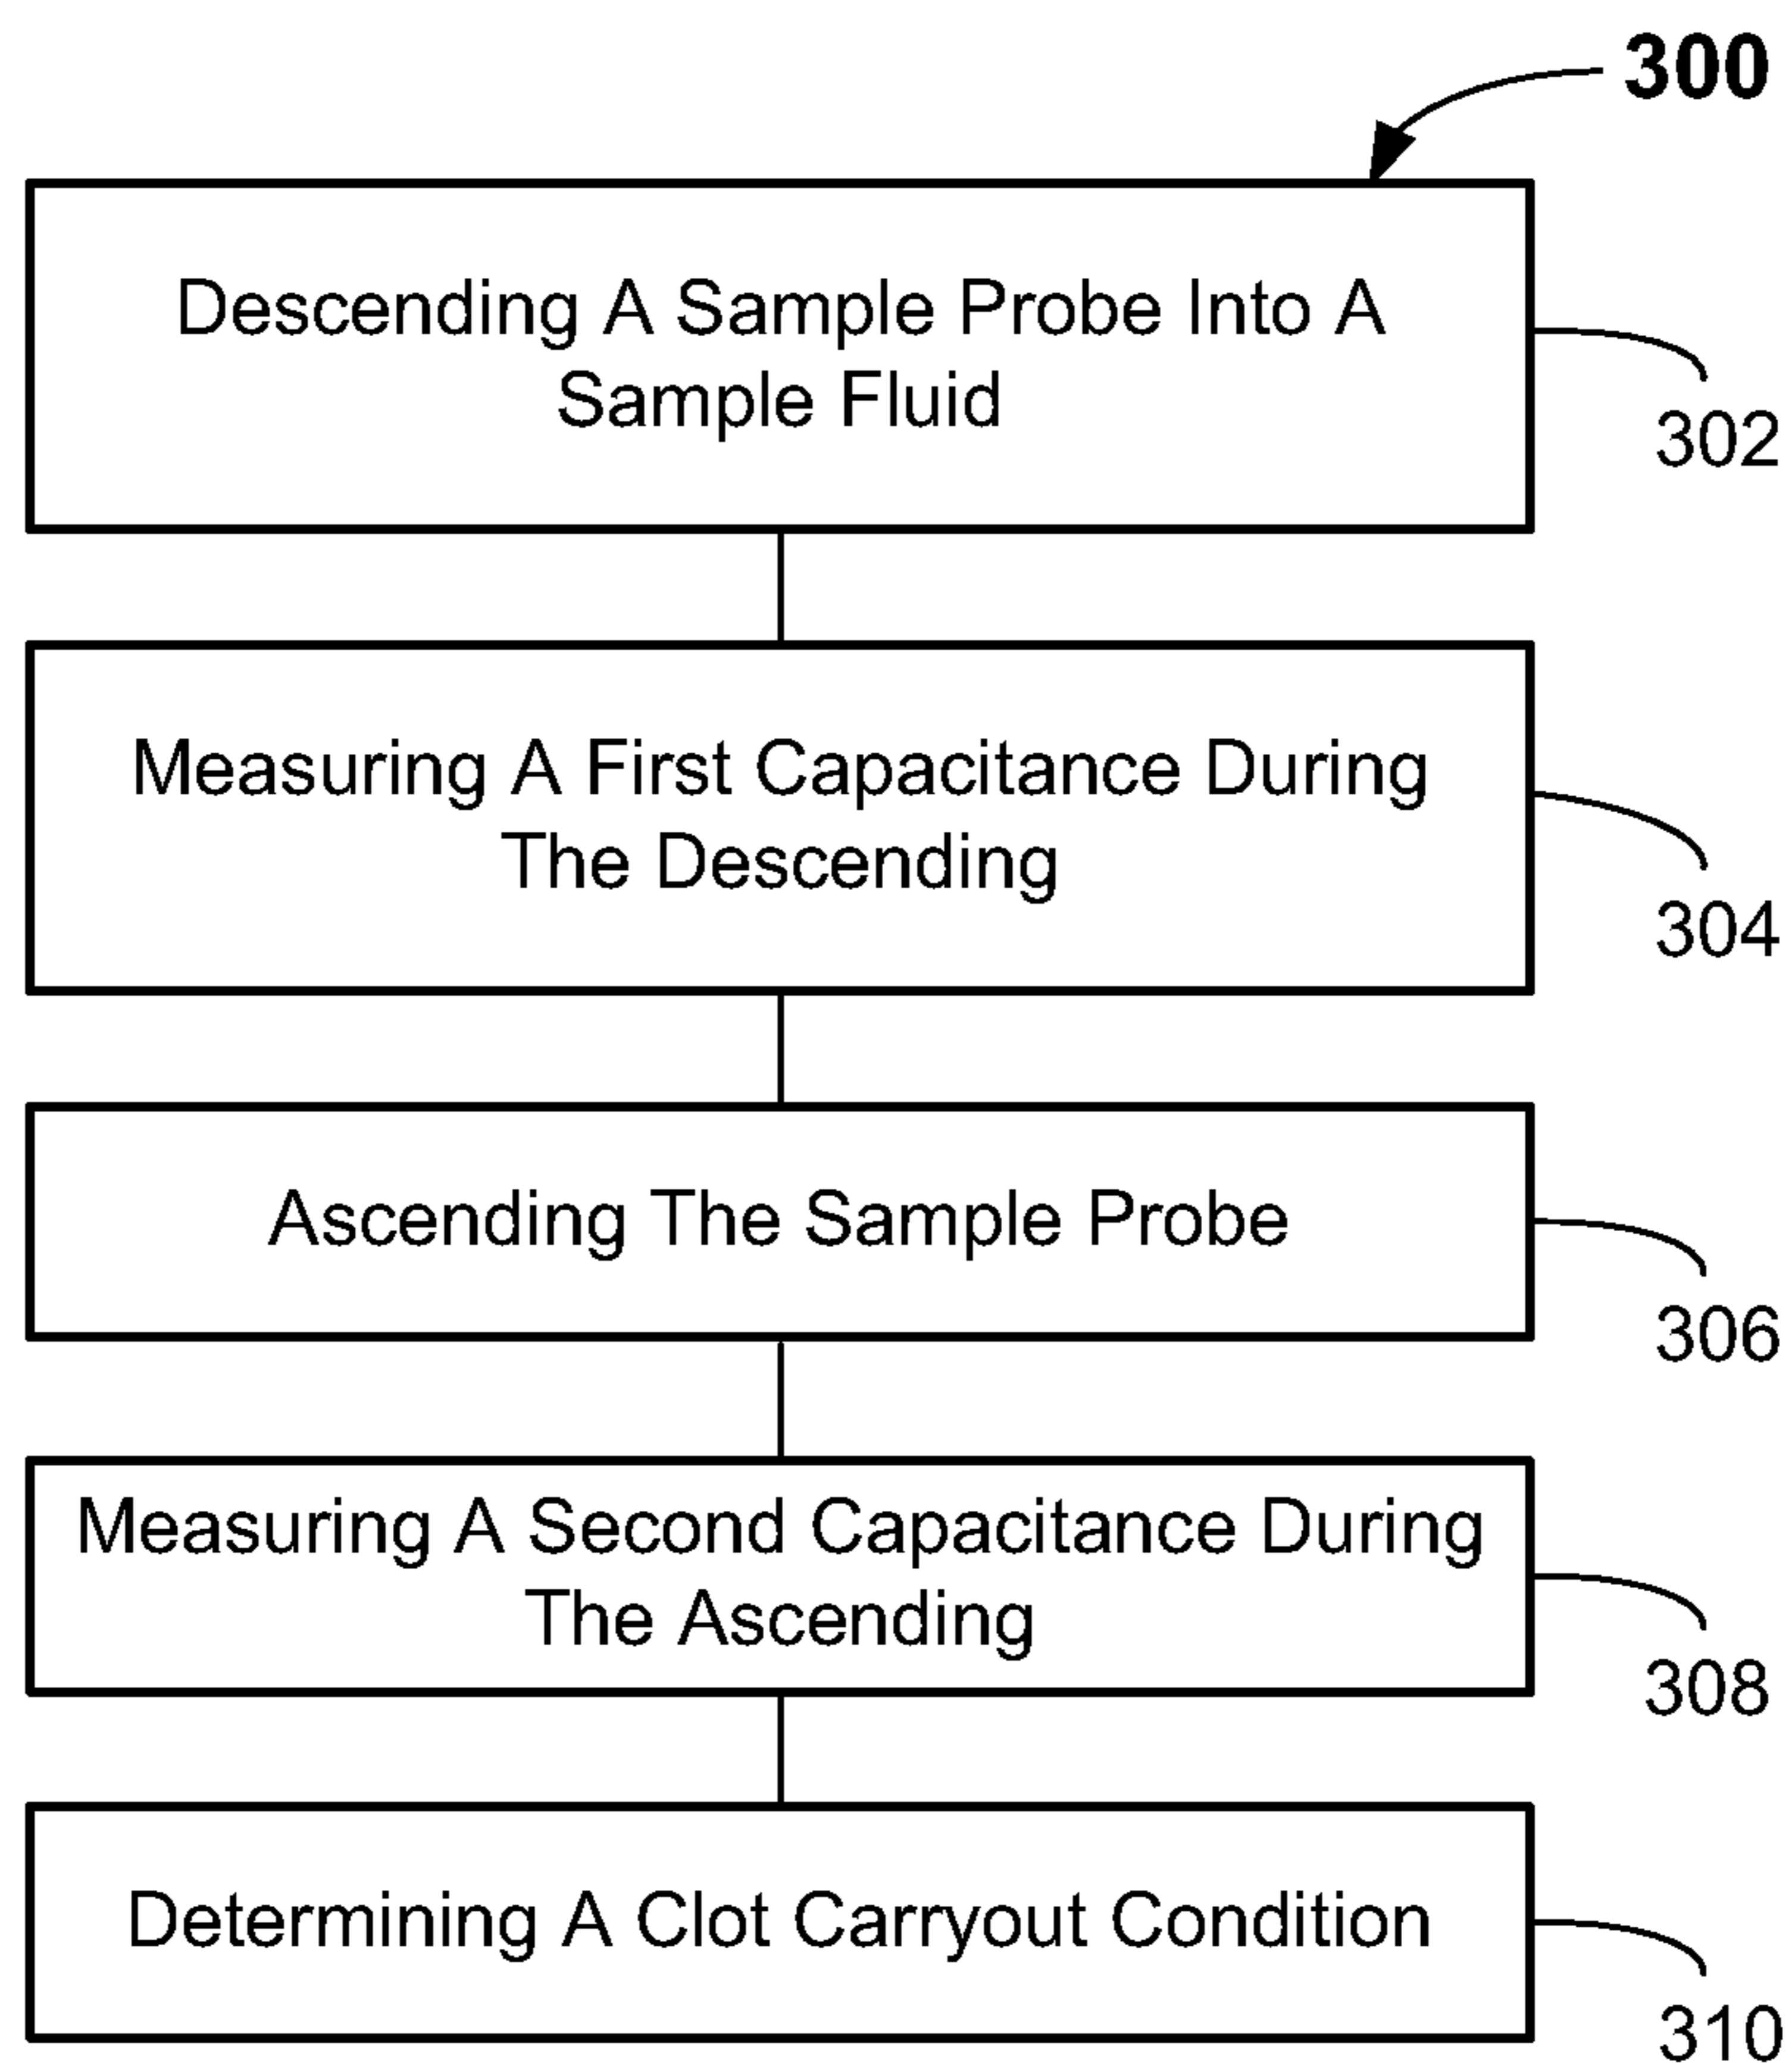 300
Descending A Sample Probe Into A
Sample Fluid
302
Measuring A First Capacitance During
The Descending
304
Ascending The Sample Probe
306
Measuring A Second Capacitance During
The Ascending
308
Determining A Clot Carryout Condition
310